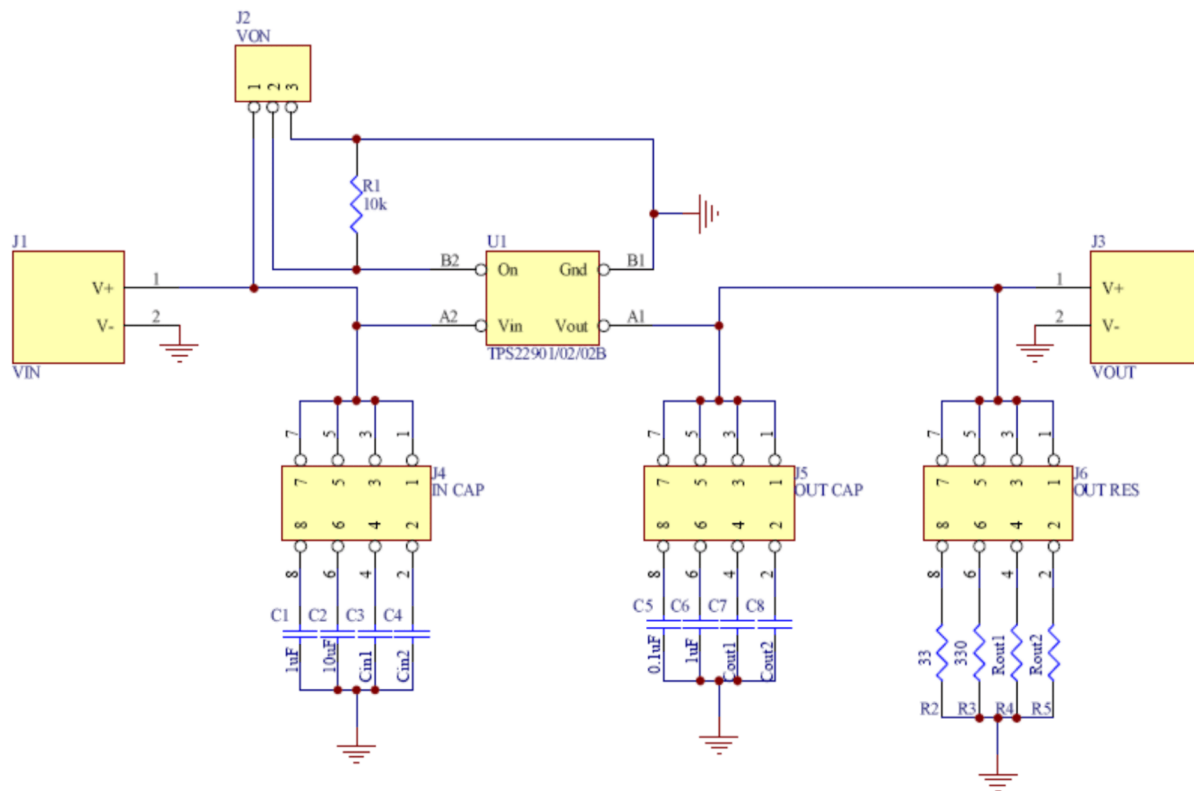 J2
VON
1 2 3
R1
10k
J1
V+ 1
V- 2
VIN
U1
B2 On Gnd B1
A2 Vin Vout A1
TPS22901/02/02B
J3
1 V+
2 V-
VOUT
7 5 3 1
J4
7 5 3 1
IN CAP
8 6 4 2
8 6 4 2
C1 C2 C3 C4
1uF 10uF Cin1 Cin2
7 5 3 1
J5
7 5 3 1
OUT CAP
8 6 4 2
8 6 4 2
C5 C6 C7 C8
0.1uF 1uF Cout1 Cout2
7 5 3 1
J6
7 5 3 1
OUT RES
8 6 4 2
8 6 4 2
33 330 Rout1 Rout2
R2 R3 R4 R5